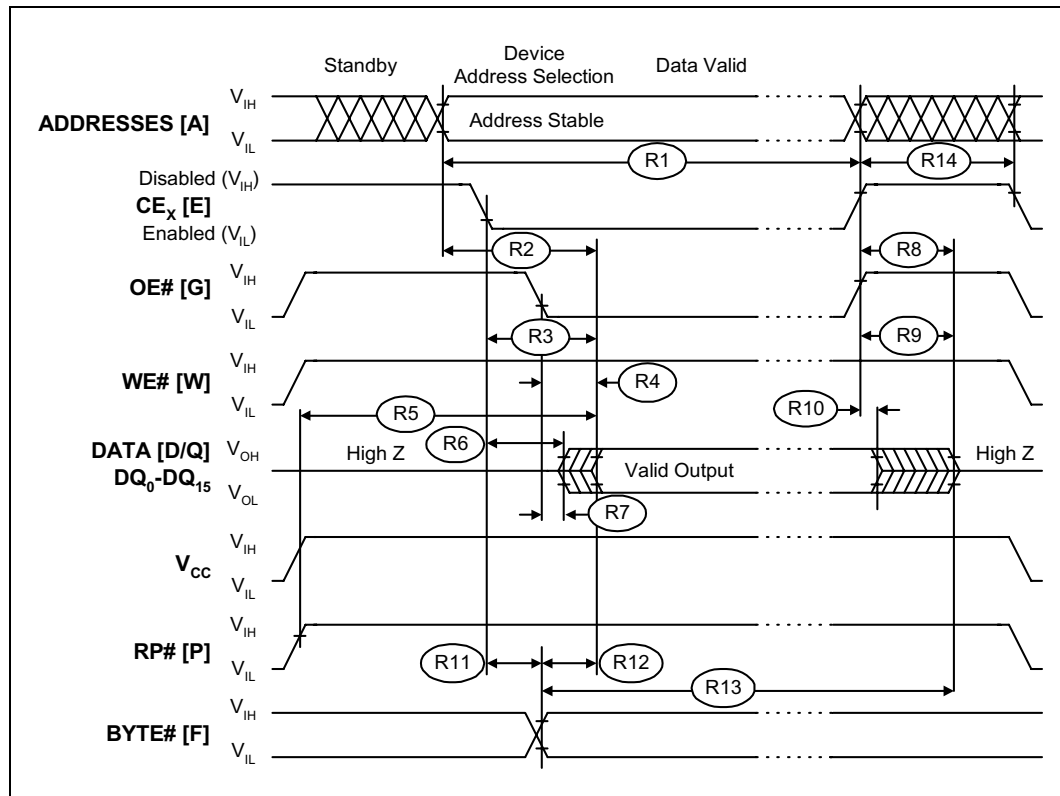 Standby
Device
Address Selection
Data Valid
ADDRESSES [A]
V_IH
V_IL
Address Stable
R1
R14
Disabled (V_IH)
CE_X [E]
Enabled (V_IL)
R2
R8
OE# [G]
V_IH
V_IL
R3
R9
WE# [W]
V_IH
V_IL
R4
R5
R10
R6
DATA [D/Q]
DQ_0-DQ_15
V_OH
V_OL
High Z
Valid Output
High Z
R7
V_CC
V_IH
V_IL
RP# [P]
V_IH
V_IL
R11
R12
R13
BYTE# [F]
V_IH
V_IL